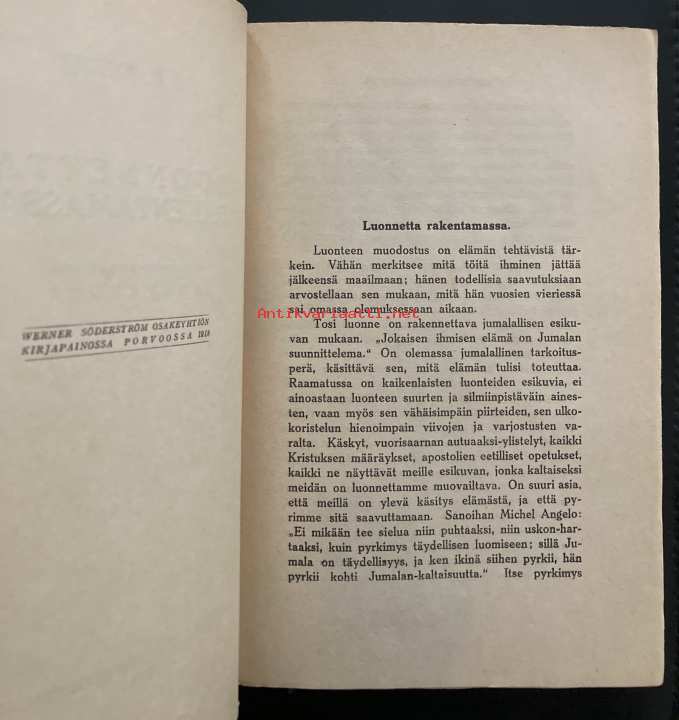 WERNER SÖDERSTRÖM OSAKEYHTIÖN
KIRJAPAINOSSA PORVOOSSA
Luonnetta rakentamassa.
Luonteen muodostus on elämän tehtävistä tär-
kein. Vähän merkitsee mitä töitä ihminen jättää
jälkeensä maailmaan; hänen todellisia saavutuksiaan
arvostellaan sen mukaan, mitä hän vuosien vieriessä
sai omassa olemuksessaan aikaan.
Antikvariaatti.net
Tosi luonne on rakennettava jumalallisen esiku-
van mukaan. „Jokaisen ihmisen elämä on Jumalan
suunnittelema.“ On olemassa jumalallinen tarkoitus-
perä, käsittävä sen, mitä elämän tulisi toteuttaa.
Raamatussa on kaikenlaisten luonteiden esikuvia, ei
ainoastaan luonteen suurten ja silmiinpistäväin aines-
ten, vaan myös sen vähäisimpäin piirteiden, sen ulko-
koristelun hienoimpain viivojen ja varjostusten va-
ralta. Käskyt, vuorisaarnan autuaaksi-ylistelyt, kaikki
Kristuksen määräykset, apostolien eetilliset opetukset,
kaikki ne näyttävät meille esikuvan, jonka kaltaiseksi
meidän on luonnettamme muovailtava. On suuri asia,
että meillä on ylevä käsitys elämästä, ja että py-
rimme sitä saavuttamaan. Sanoihan Michel Angelo:
„Ei mikään tee sielua niin puhtaaksi, niin uskon-har-
taaksi, kuin pyrkimys täydellisen luomiseen; sillä Ju-
mala on täydellisyys, ja ken ikinä siihen pyrkii, hän
pyrkii kohti Jumalan-kaltaisuutta.“ Itse pyrkimys